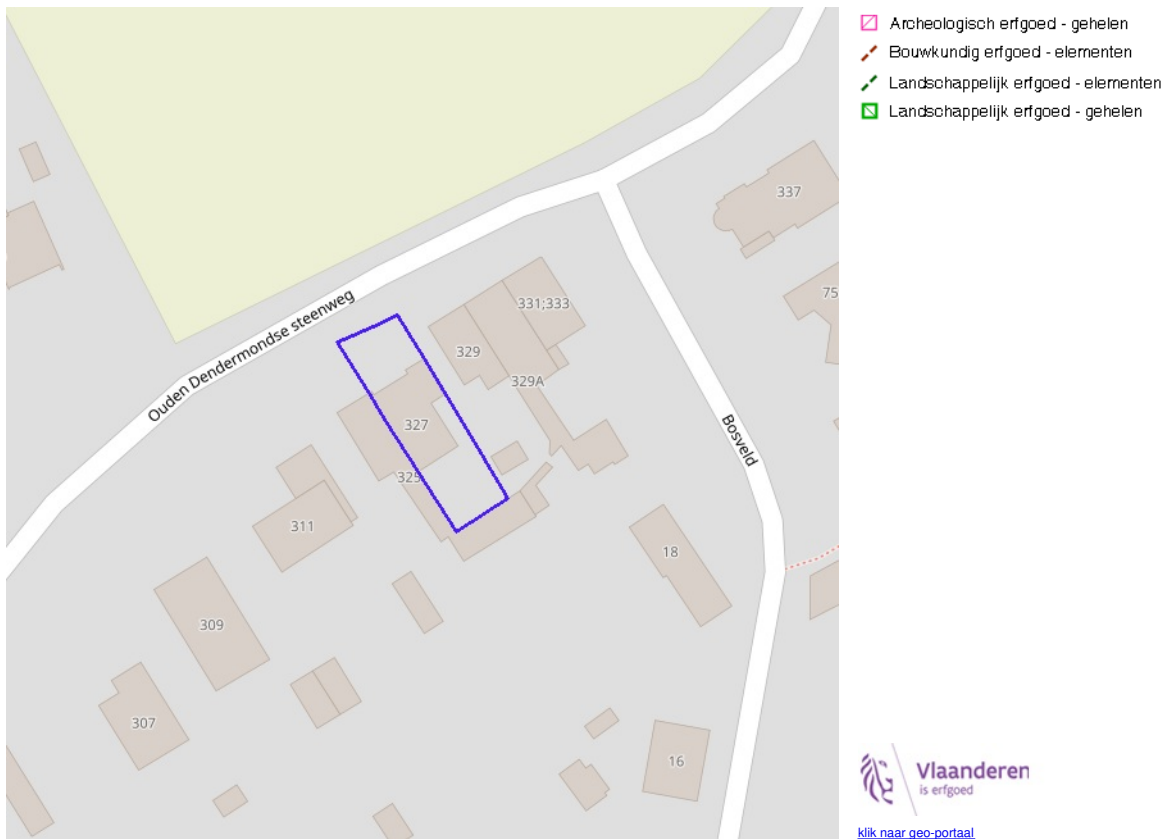 Archeologisch erfgoed - gehelen
Bouwkundig erfgoed - elementen
Landschappelijk erfgoed - elementen
Landschappelijk erfgoed - gehelen
337
75
331;333
Ouden Dendermondse steenweg
329
329A
327
Bosveld
325
311
18
309
307
16
Vlaanderen
is erfgoed
klik naar geo-portaal